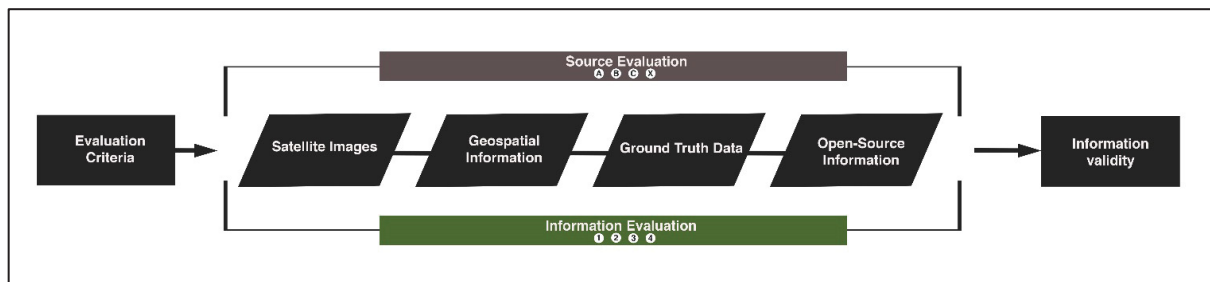 Source Evaluation
A B C X
Evaluation
Criteria
Satellite Images
Geospatial
Information
Ground Truth Data
Open-Source
Information
Information
validity
Information Evaluation
1 2 3 4